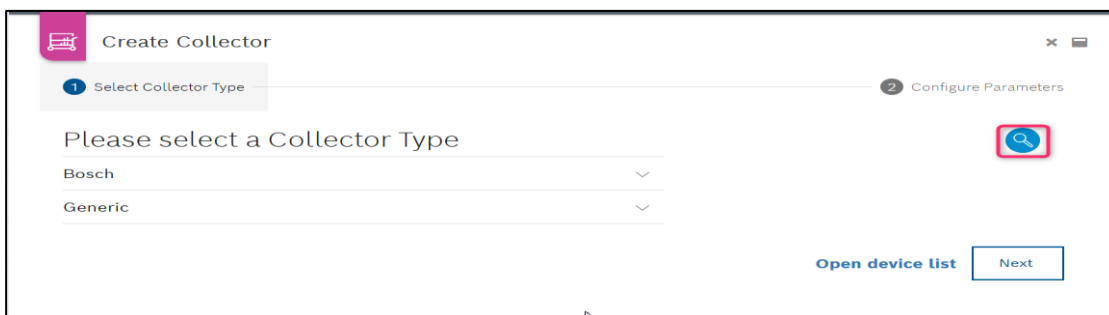 Create Collector
1 Select Collector Type
2 Configure Parameters
Please select a Collector Type
Bosch
Generic
Open device list
Next